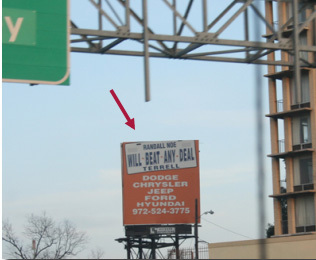 y
RANDALL NOE
WILL · BEAT · ANY · DEAL
TERRELL
DODGE
CHRYSLER
JEEP
FORD
HYUNDAI
972-524-3775